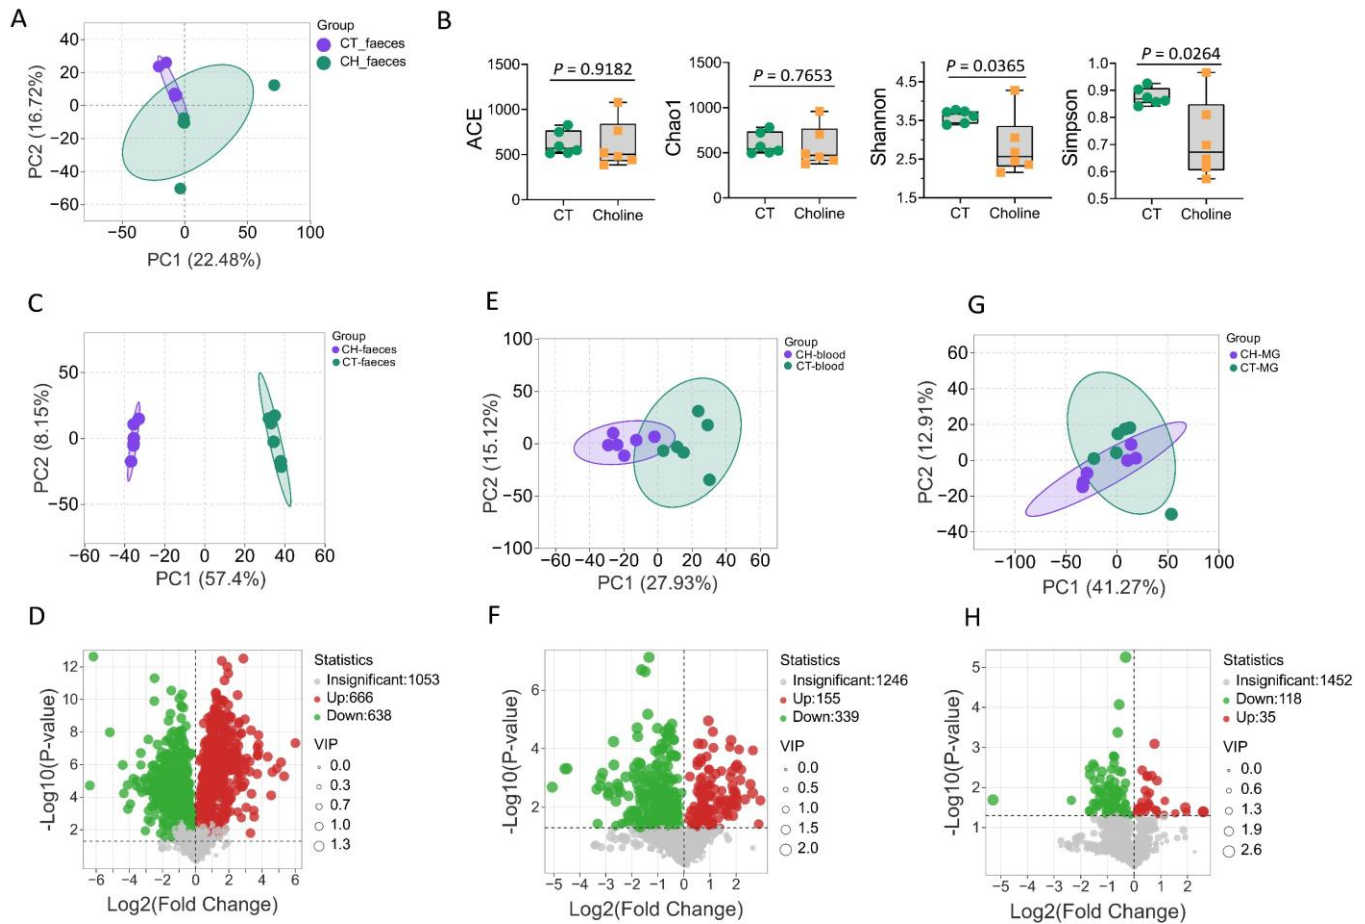 A
Group
CT_faeces
CH_faeces
40
20
0
−20
−40
−60
−50
0
50
100
PC2 (16.72%)
PC1 (22.48%)
B
P = 0.9182
1500
1000
500
0
ACE
CT
Choline
P = 0.7653
1500
1000
500
0
Chao1
CT
Choline
P = 0.0365
4.5
3.5
2.5
1.5
Shannon
CT
Choline
P = 0.0264
1.0
0.9
0.8
0.7
0.6
0.5
Simpson
CT
Choline
C
Group
CH-faeces
CT-faeces
50
0
−50
−60
−40
−20
0
20
40
60
PC2 (8.15%)
PC1 (57.4%)
E
Group
CH-blood
CT-blood
100
50
0
−50
−100
−60
−40
−20
0
20
40
60
PC2 (15.12%)
PC1 (27.93%)
G
Group
CH-MG
CT-MG
60
40
20
0
−20
−40
−100
−50
0
50
100
PC2 (12.91%)
PC1 (41.27%)
D
Statistics
Insignificant:1053
Up:666
Down:638
VIP
0.0
0.3
0.7
1.0
1.3
12
10
8
6
4
2
−6
−4
−2
0
2
4
6
-Log10(P-value)
Log2(Fold Change)
F
Statistics
Insignificant:1246
Up:155
Down:339
VIP
0.0
0.5
1.0
1.5
2.0
6
4
2
−5
−4
−3
−2
−1
0
1
2
-Log10(P-value)
Log2(Fold Change)
H
Statistics
Insignificant:1452
Down:118
Up:35
VIP
0.0
0.6
1.3
1.9
2.6
5
4
3
2
1
−5
−4
−3
−2
−1
0
1
2
-Log10(P-value)
Log2(Fold Change)